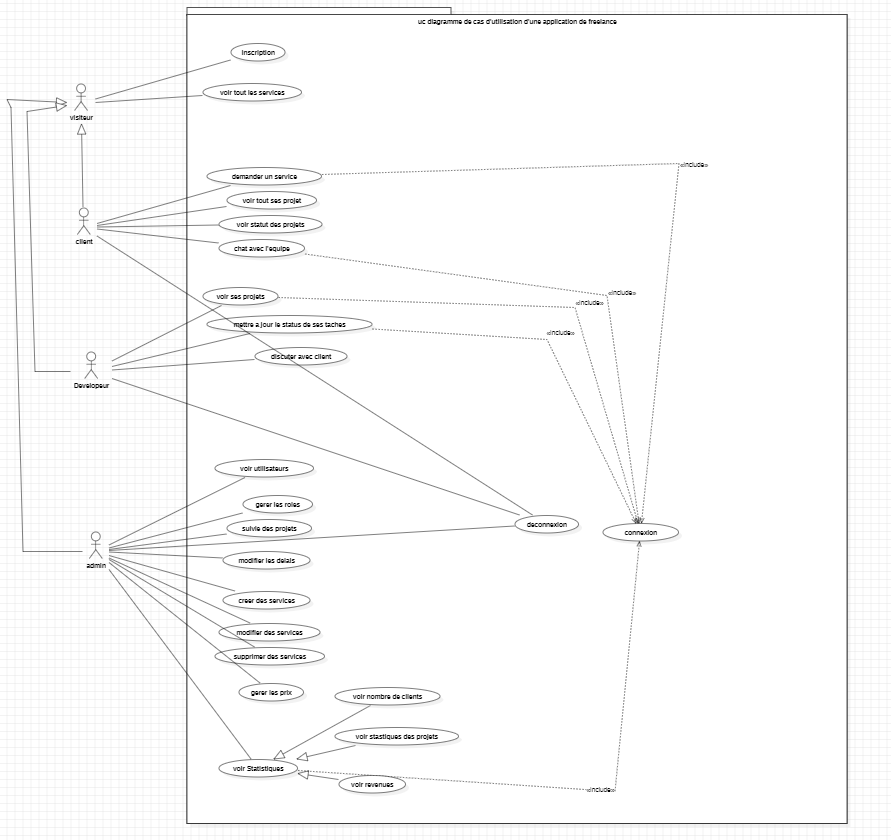 uc diagramme de cas d'utilisation d'une application de freelance
inscription
voir tout les services
visiteur
demander un service
«include»
voir tout ses projet
voir statut des projets
client
chat avec l'equipe
voir ses projets
«include»
«include»
mettre a jour le status de ses taches
«include»
discuter avec client
Developeur
voir utilisateurs
gerer les roles
suivie des projets
deconnexion
connexion
modifier les delais
admin
creer des services
modifier des services
supprimer des services
gerer les prix
voir nombre de clients
voir stastiques des projets
voir Statistiques
voir revenues
«include»